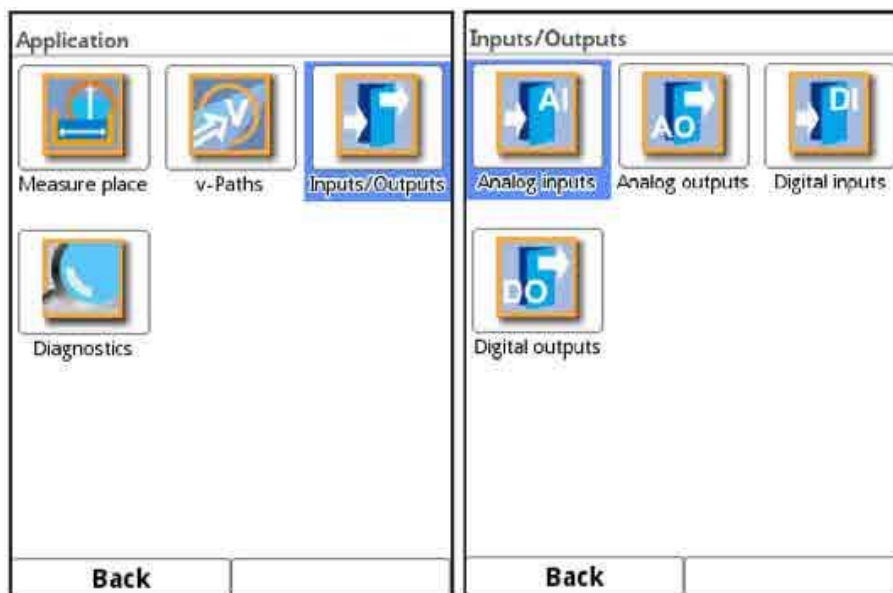 Application
V
Measure place
v-Paths
Inputs/Outputs
Diagnostics
Back
Inputs/Outputs
AI
AO
DI
Analog inputs
Analog outputs
Digital inputs
DO
Digital outputs
Back